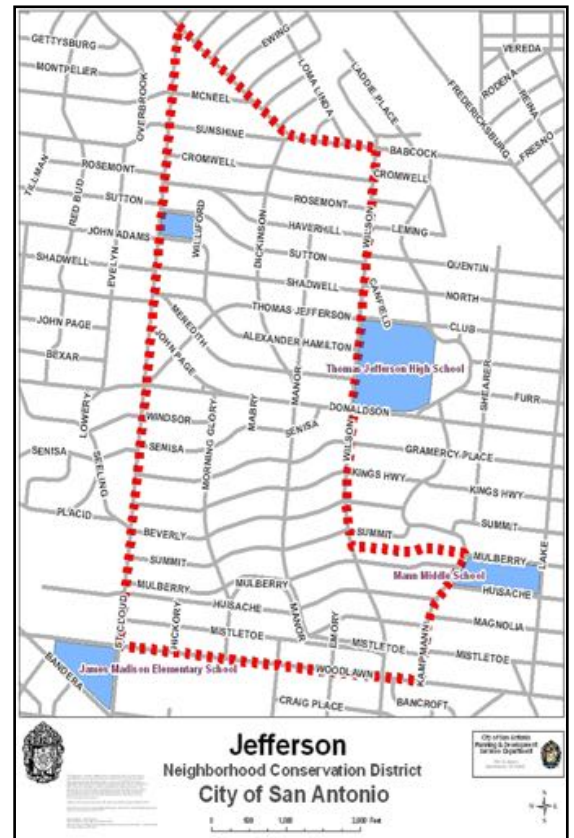 GETTYSBURG
EWING
VEREDA
MONTPELIER
LOMA LINDA
LADDIE PLACE
RODENA
OVERBROOK
MCNEEL
FREDERICKSBURG
REINA
FRESNO
SUNSHINE
BABCOCK
TILLMAN
CROMWELL
CROMWELL
ROSEMONT
RED BUD
ROSEMONT
SUTTON
WILLIFORD
DICKINSON
HAVERHILL
WILSON
LEMING
JOHN ADAMS
EVELYN
SUTTON
QUENTIN
SHADWELL
SHADWELL
CANFIELD
NORTH
THOMAS JEFFERSON
CLUB
JOHN PAGE
MEREDITH
ALEXANDER HAMILTON
BEXAR
JOHN PAGE
MANOR
Thomas Jefferson High School
SHEARER
FURR
LOWERY
WINDSOR
MORNING GLORY
MABRY
DONALDSON
SENISA
SENISA
SENISA
WILSON
GRAMERCY PLACE
SEELING
KINGS HWY
KINGS HWY
PLACID
BEVERLY
SUMMIT
SUMMIT
SUMMIT
MULBERRY
LAKE
MULBERRY
MULBERRY
Mann Middle School
HUISACHE
HUISACHE
ST CLOUD
HICKORY
MISTLETOE
MANOR
EMORY
MISTLETOE
KAMPMANN
MAGNOLIA
MISTLETOE
BANDERA
James Madison Elementary School
WOODLAWN
CRAIG PLACE
BANCROFT
Jefferson
Neighborhood Conservation District
City of San Antonio
City of San Antonio
Planning & Development
Services Department
0 500 1,000 2,000 Feet